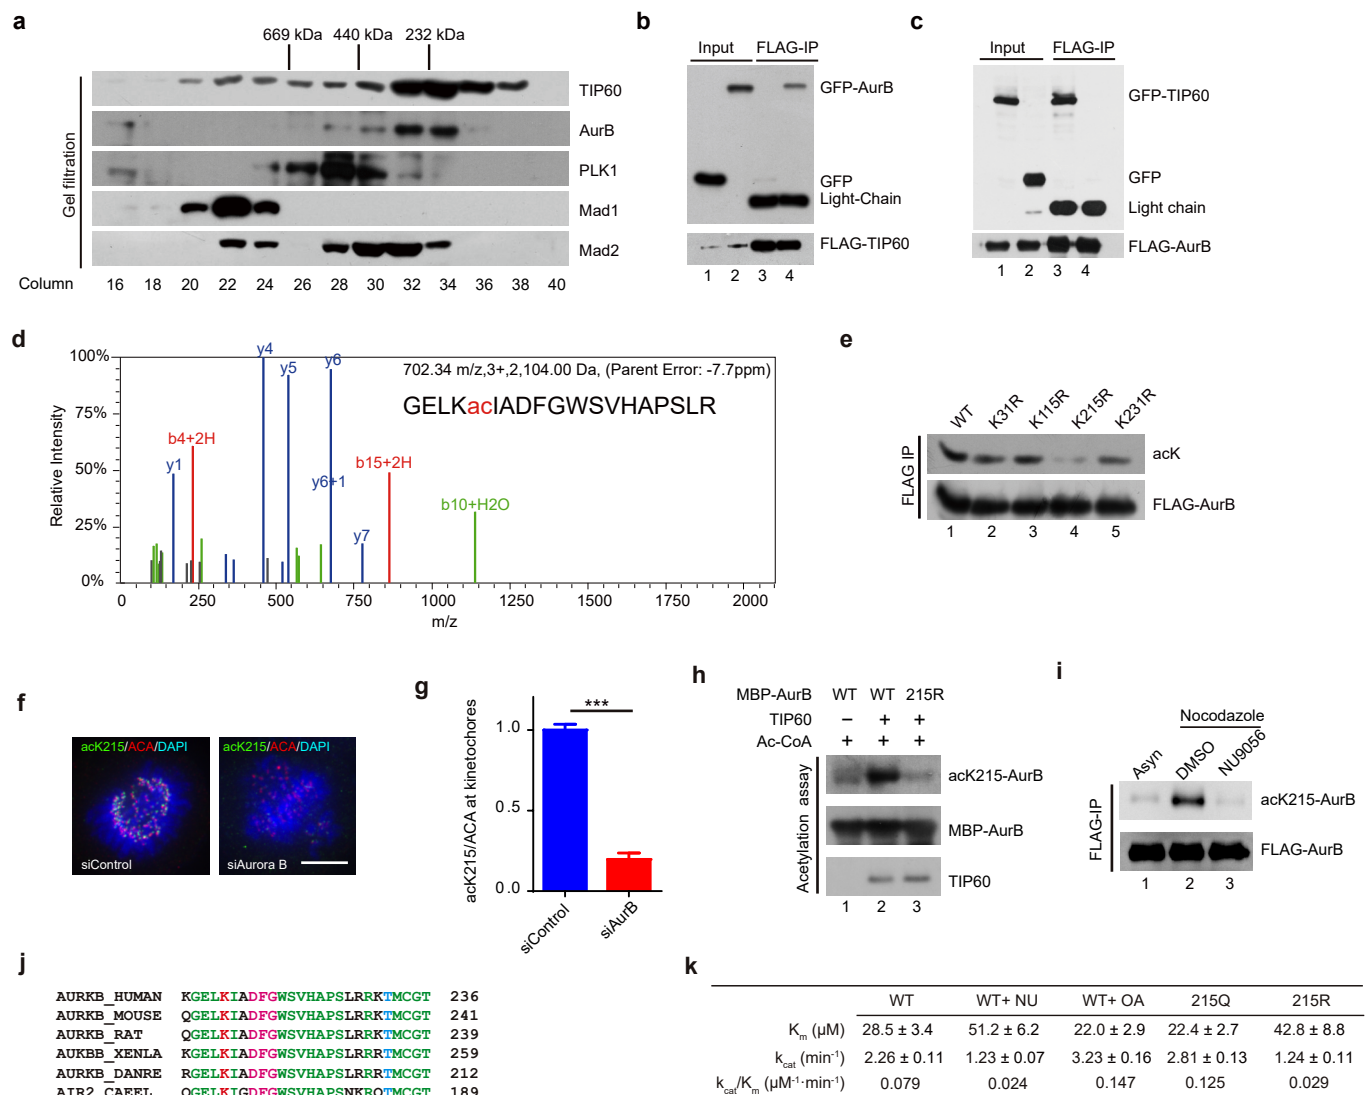 a
669 kDa 440 kDa 232 kDa
Gel filtration
TIP60
AurB
PLK1
Mad1
Mad2
Column 16 18 20 22 24 26 28 30 32 34 36 38 40
b
Input FLAG-IP
GFP-AurB
GFP
Light-Chain
FLAG-TIP60
1 2 3 4
c
Input FLAG-IP
GFP-TIP60
GFP
Light chain
FLAG-AurB
1 2 3 4
d
Relative Intensity
100%
75%
50%
25%
0%
702.34 m/z,3+,2,104.00 Da, (Parent Error: -7.7ppm)
GELKacIADFGWSVHAPSLR
y4
y5
y6
b4+2H
y1
b15+2H
y6+1
b10+H2O
y7
0 250 500 750 1000 1250 1500 1750 2000
m/z
e
WT K31R K115R K215R K231R
FLAG IP
acK
FLAG-AurB
1 2 3 4 5
f
acK215/ACA/DAPI acK215/ACA/DAPI
siControl siAurora B
g
acK215/ACA at kinetochores
***
1.0
0.5
0.0
siControl siAurB
h
MBP-AurB WT WT 215R
TIP60 − + +
Ac-CoA + + +
Acetylation assay
acK215-AurB
MBP-AurB
TIP60
1 2 3
i
Nocodazole
Asyn DMSO NU9056
FLAG-IP
acK215-AurB
FLAG-AurB
1 2 3
j
AURKB_HUMAN KGELKIADFGWSVHAPSLRRKTMCGT 236
AURKB_MOUSE QGELKIADFGWSVHAPSLRRKTMCGT 241
AURKB_RAT QGELKIADFGWSVHAPSLRRKTMCGT 239
AUKBB_XENLA KGELKIADFGWSVHAPSLRRKTMCGT 259
AURKB_DANRE RGELKIADFGWSVHAPSLRRRTMCGT 212
AIR2_CAEEL QGELKIGDFGWSVHAPSNKRQTMCGT 189
k
WT WT+ NU WT+ OA 215Q 215R
Km (µM) 28.5 ± 3.4 51.2 ± 6.2 22.0 ± 2.9 22.4 ± 2.7 42.8 ± 8.8
kcat (min-1) 2.26 ± 0.11 1.23 ± 0.07 3.23 ± 0.16 2.81 ± 0.13 1.24 ± 0.11
kcat/Km (µM-1·min-1) 0.079 0.024 0.147 0.125 0.029